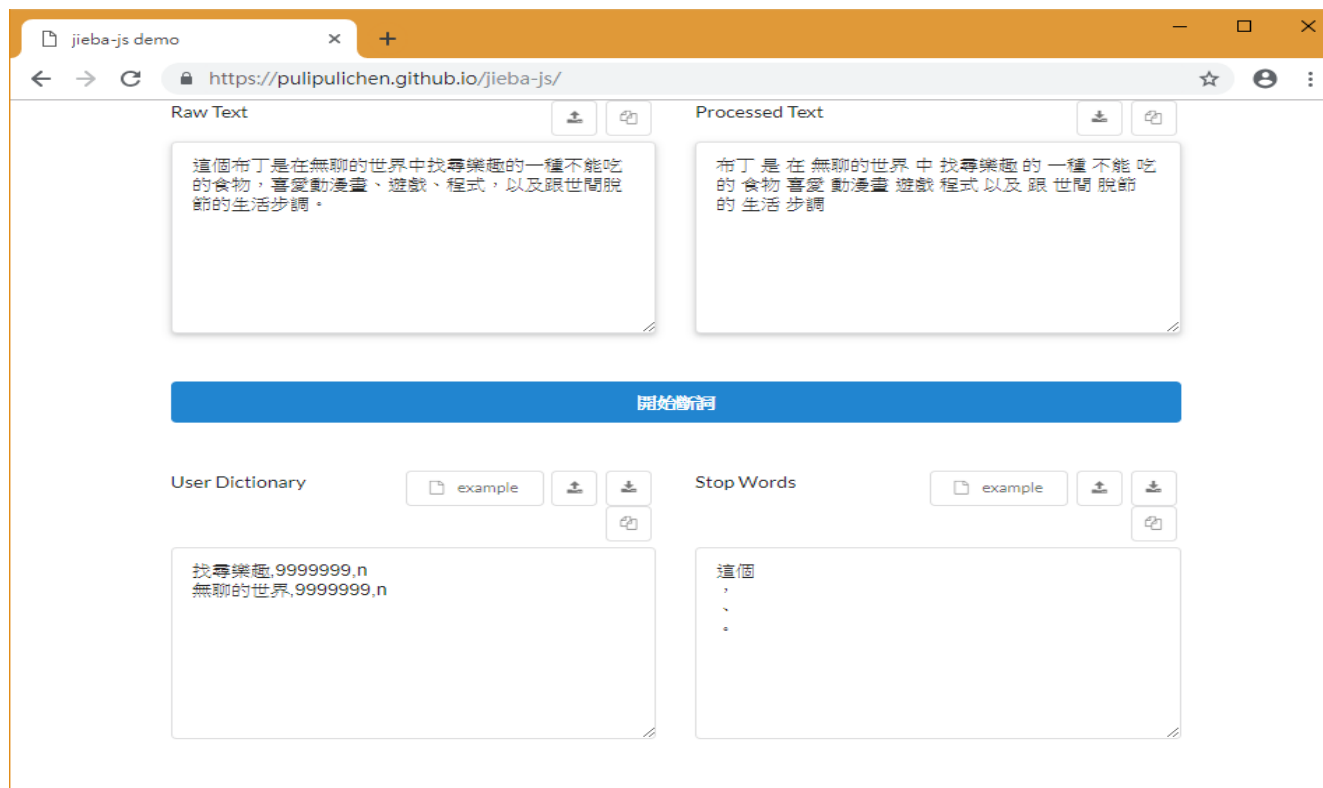 jieba-js demo
https://pulipulichen.github.io/jieba-js/
Raw Text
這個布丁是在無聊的世界中找尋樂趣的一種不能吃
的食物，喜愛動漫畫、遊戲、程式，以及跟世間脫
節的生活步調。
Processed Text
布丁 是 在 無聊的世界 中 找尋樂趣 的 一種 不能 吃
的 食物 喜愛 動漫畫 遊戲 程式 以及 跟 世間 脫節
的 生活 步調
開始斷詞
User Dictionary
example
找尋樂趣,9999999,n
無聊的世界,9999999,n
Stop Words
example
這個
，
、
。